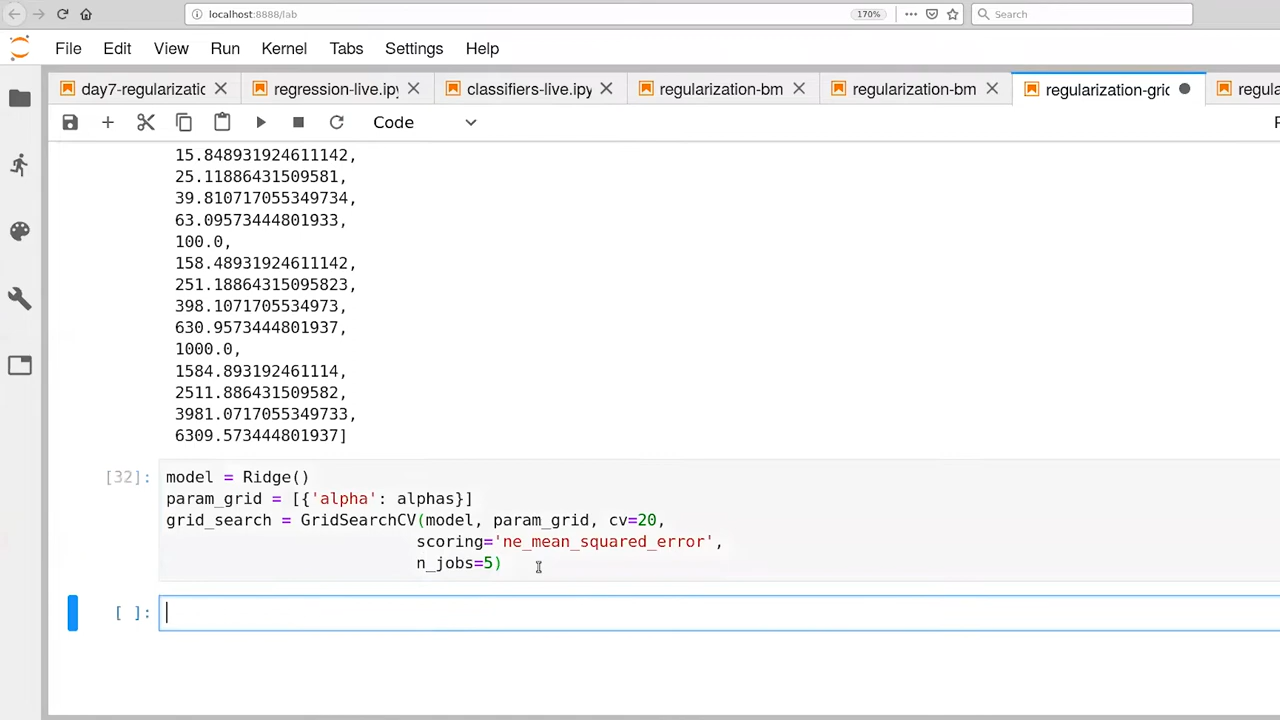 localhost:8888/lab
170%
Search
File Edit View Run Kernel Tabs Settings Help
day7-regularizatic
regression-live.ipy
classifiers-live.ipy
regularization-bm
regularization-bm
regularization-gric
regula
Code
15.848931924611142,
25.11886431509581,
39.810717055349734,
63.09573444801933,
100.0,
158.48931924611142,
251.18864315095823,
398.1071705534973,
630.9573444801937,
1000.0,
1584.893192461114,
2511.886431509582,
3981.0717055349733,
6309.573444801937]
[32]: model = Ridge()
param_grid = [{'alpha': alphas}]
grid_search = GridSearchCV(model, param_grid, cv=20,
scoring='ne_mean_squared_error',
n_jobs=5)
[ ]: